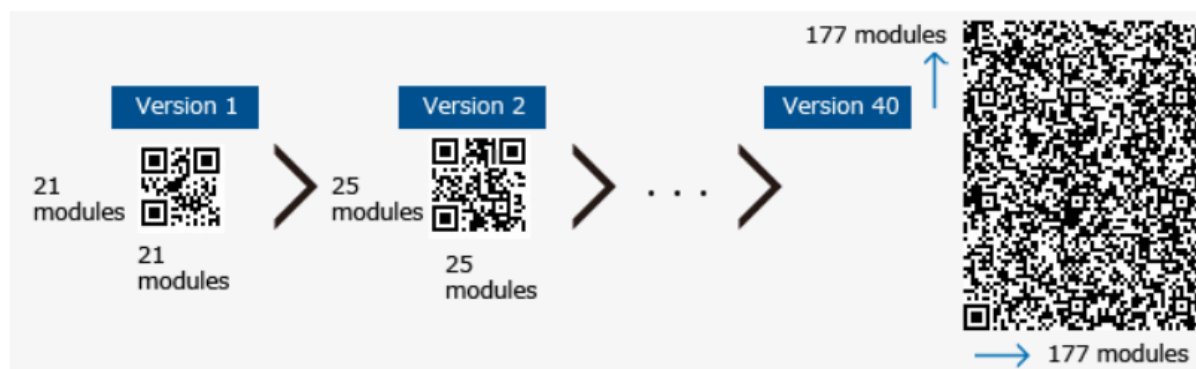 177 modules
Version 1
Version 2
Version 40
21
modules
25
modules
. . .
21
modules
25
modules
177 modules